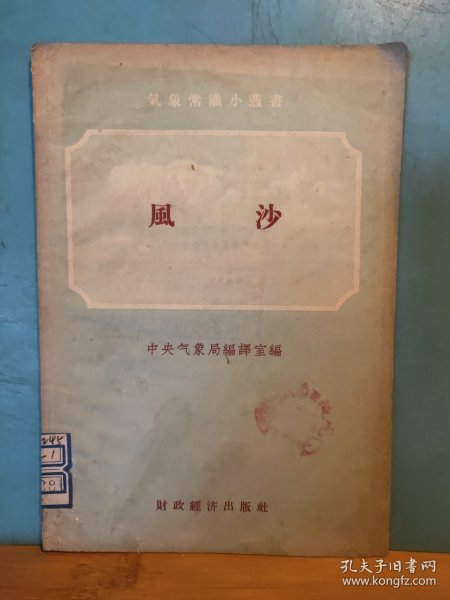 氣象常識小叢書
風沙
中央气象局編譯室編
財政經济出版社
孔夫子旧书网
www.kongfz.com